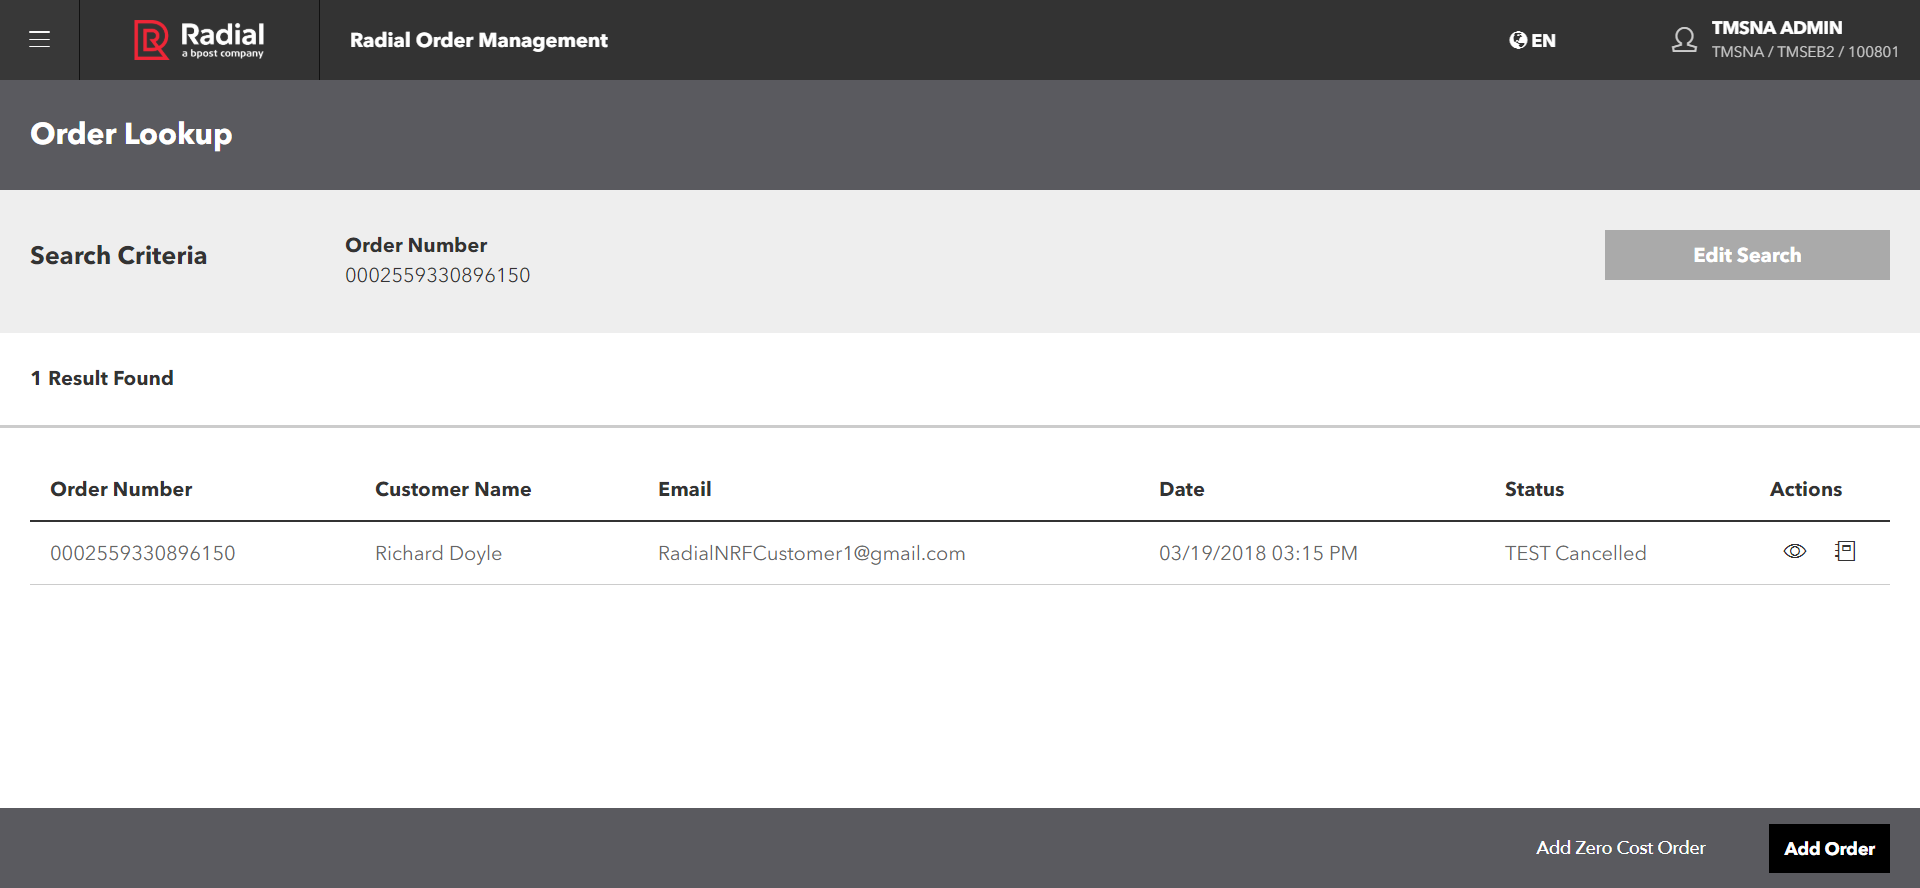 Radial
a bpost company
Radial Order Management
EN
TMSNA ADMIN
TMSNA / TMSEB2 / 100801
Order Lookup
Search Criteria
Order Number
0002559330896150
Edit Search
1 Result Found
Order Number Customer Name Email Date Status Actions
0002559330896150 Richard Doyle RadialNRFCustomer1@gmail.com 03/19/2018 03:15 PM TEST Cancelled
Add Zero Cost Order
Add Order